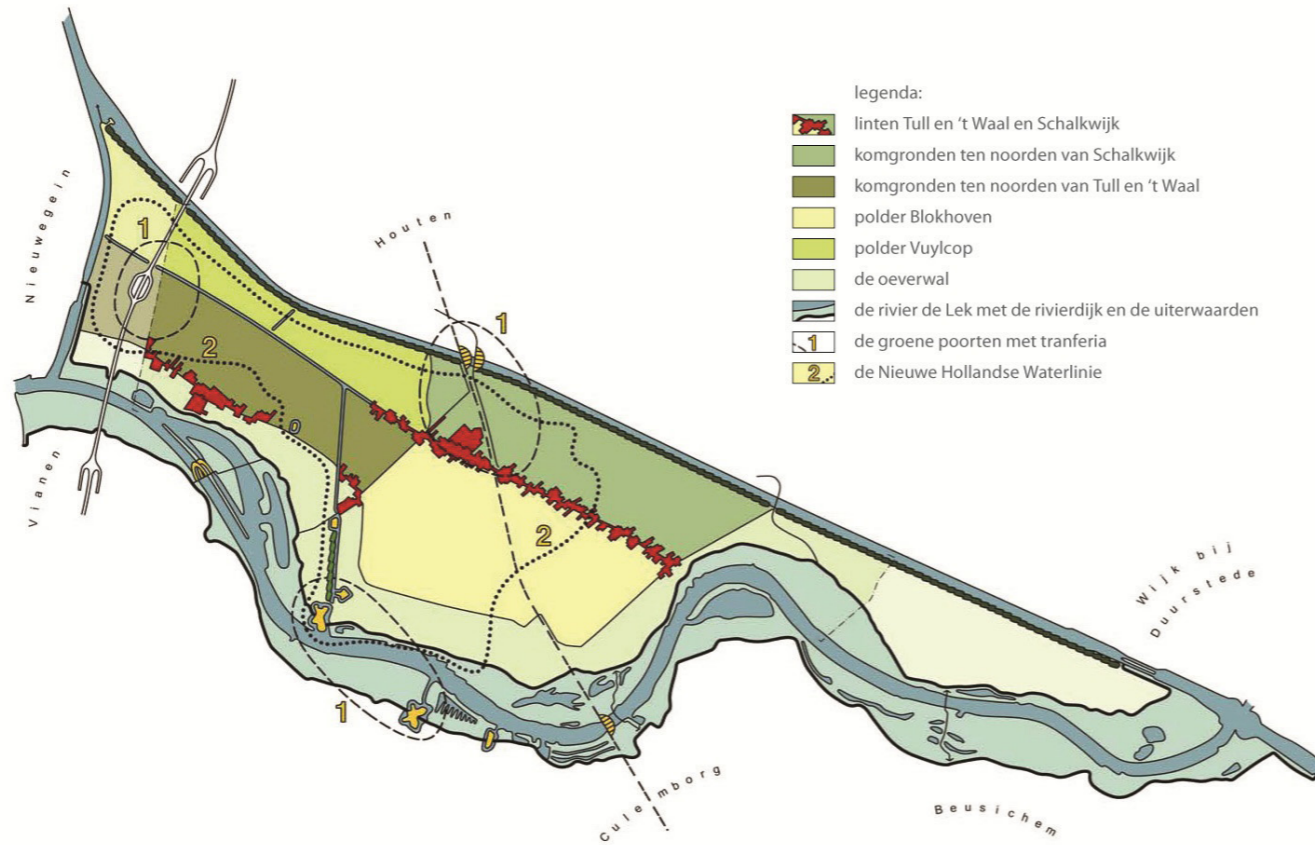 legenda:
linten Tull en ‘t Waal en Schalkwijk
komgronden ten noorden van Schalkwijk
komgronden ten noorden van Tull en ‘t Waal
polder Blokhoven
polder Vuylcop
de oeverwal
de rivier de Lek met de rivierdijk en de uiterwaarden
1 de groene poorten met tranferia
2 de Nieuwe Hollandse Waterlinie
Nieuwegein
1
Houten
1
2
Vianen
2
1
Wijk bij
Duurstede
Culemborg
Beusichem